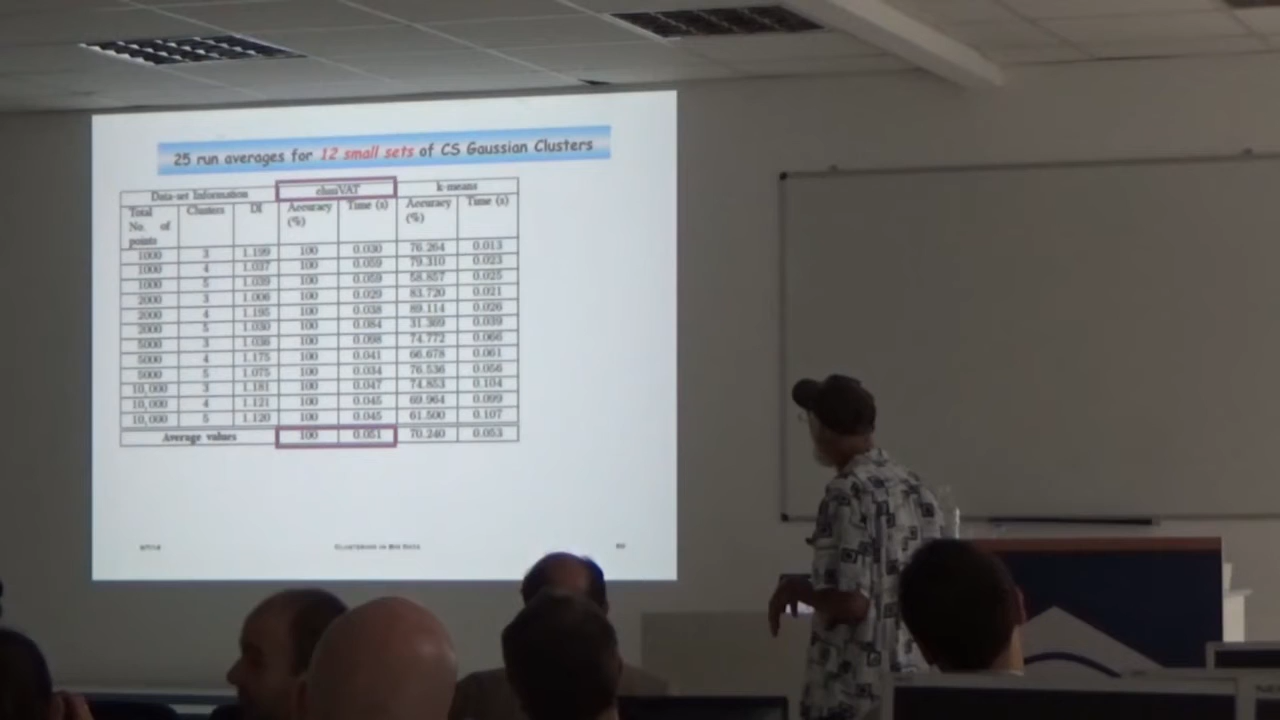 25 run averages for 12 small sets of CS Gaussian Clusters
Data-set Information clusiVAT k-means
Total No. of points Clusters DI Accuracy (%) Time (s) Accuracy (%) Time (s)
1000 3 1.199 100 0.030 76.264 0.013
1000 4 1.037 100 0.059 79.310 0.023
1000 5 1.039 100 0.059 58.857 0.025
2000 3 1.006 100 0.029 83.720 0.021
2000 4 1.195 100 0.038 89.114 0.026
2000 5 1.030 100 0.084 31.369 0.039
5000 3 1.036 100 0.098 74.772 0.066
5000 4 1.175 100 0.041 66.678 0.061
5000 5 1.075 100 0.034 76.536 0.056
10,000 3 1.181 100 0.047 74.853 0.104
10,000 4 1.121 100 0.045 69.964 0.099
10,000 5 1.120 100 0.045 61.500 0.107
Average values 100 0.051 70.240 0.053
Clustering in Big Data